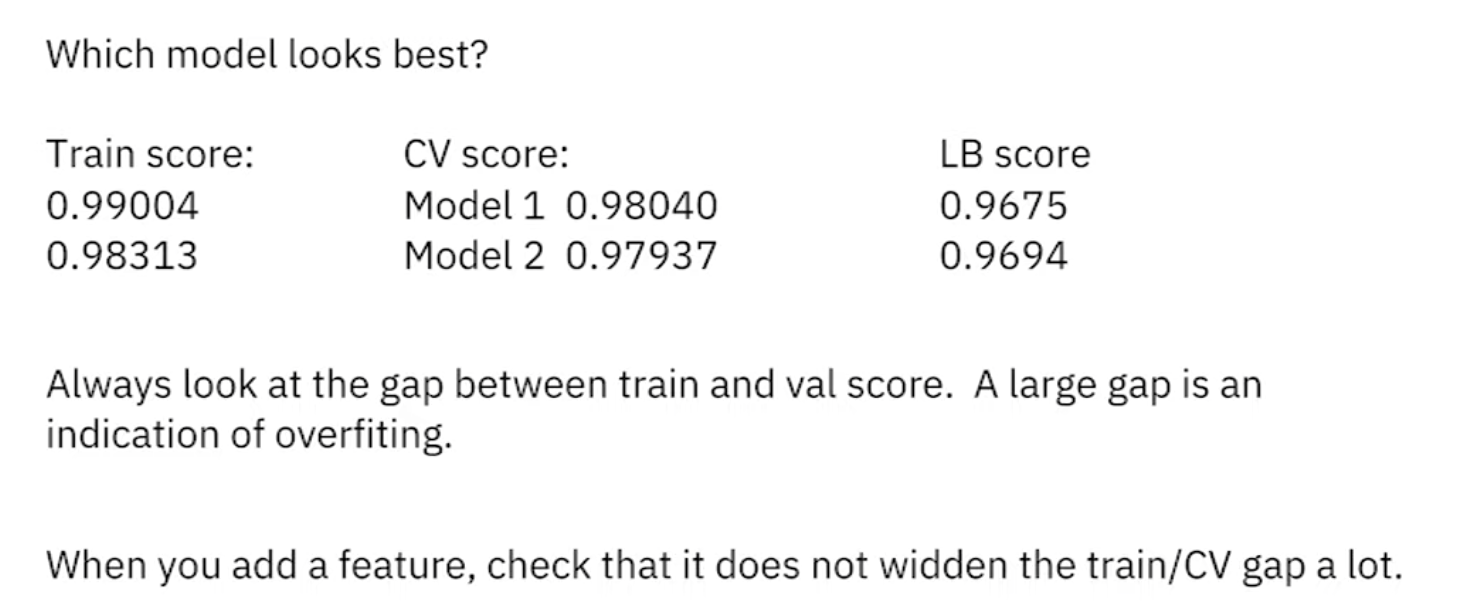 Which model looks best?
Train score: CV score: LB score
0.99004 Model 1 0.98040 0.9675
0.98313 Model 2 0.97937 0.9694
Always look at the gap between train and val score. A large gap is an
indication of overfiting.
When you add a feature, check that it does not widden the train/CV gap a lot.